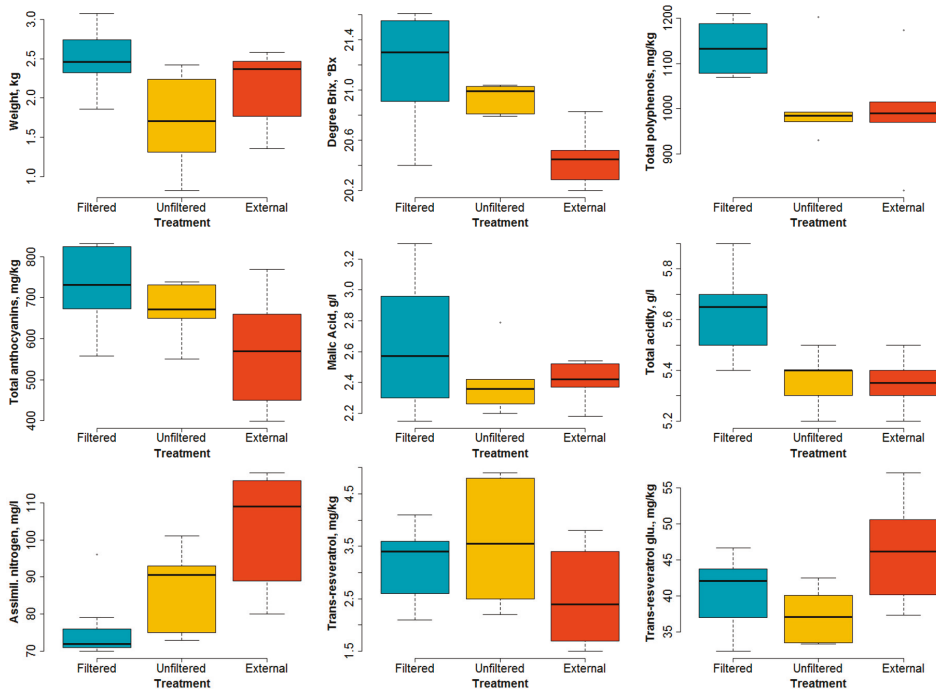 Weight, kg
3.0
2.5
2.0
1.5
1.0
Filtered Unfiltered External
Treatment
Degree Brix, °Bx
21.4
21.0
20.6
20.2
Filtered Unfiltered External
Treatment
Total polyphenols, mg/kg
1200
1100
1000
900
Filtered Unfiltered External
Treatment
Total anthocyanins, mg/kg
800
700
600
500
400
Filtered Unfiltered External
Treatment
Malic Acid, g/l
3.2
3.0
2.8
2.6
2.4
2.2
Filtered Unfiltered External
Treatment
Total acidity, g/l
5.8
5.6
5.4
5.2
Filtered Unfiltered External
Treatment
Assimil. nitrogen, mg/l
110
100
90
80
70
Filtered Unfiltered External
Treatment
Trans-resveratrol, mg/kg
4.5
3.5
2.5
1.5
Filtered Unfiltered External
Treatment
Trans-resveratrol glu., mg/kg
55
50
45
40
35
Filtered Unfiltered External
Treatment